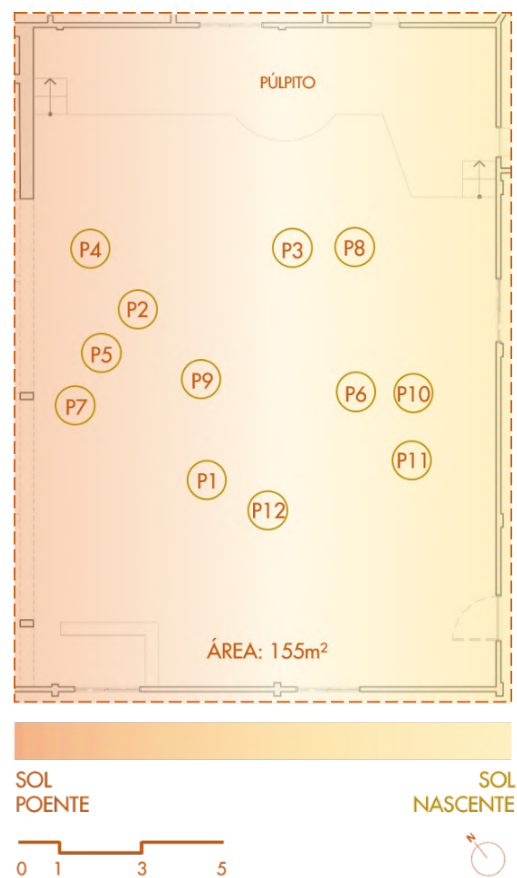 PÚLPITO
P4
P3
P8
P2
P5
P9
P7
P6
P10
P11
P1
P12
ÁREA: 155m²
SOL
POENTE
SOL
NASCENTE
N
0 1 3 5